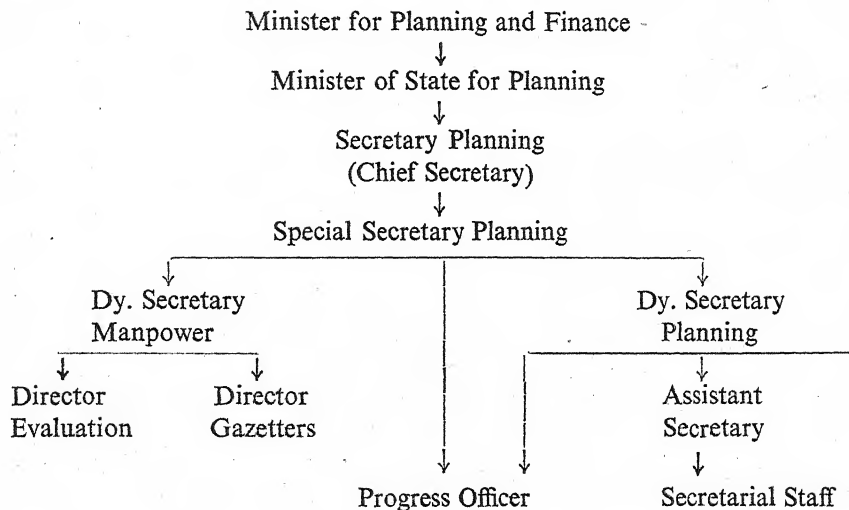 Minister for Planning and Finance
Minister of State for Planning
Secretary Planning
(Chief Secretary)
Special Secretary Planning
Dy. Secretary
Manpower
Dy. Secretary
Planning
Director
Evaluation
Director
Gazetters
Assistant
Secretary
Progress Officer
Secretarial Staff